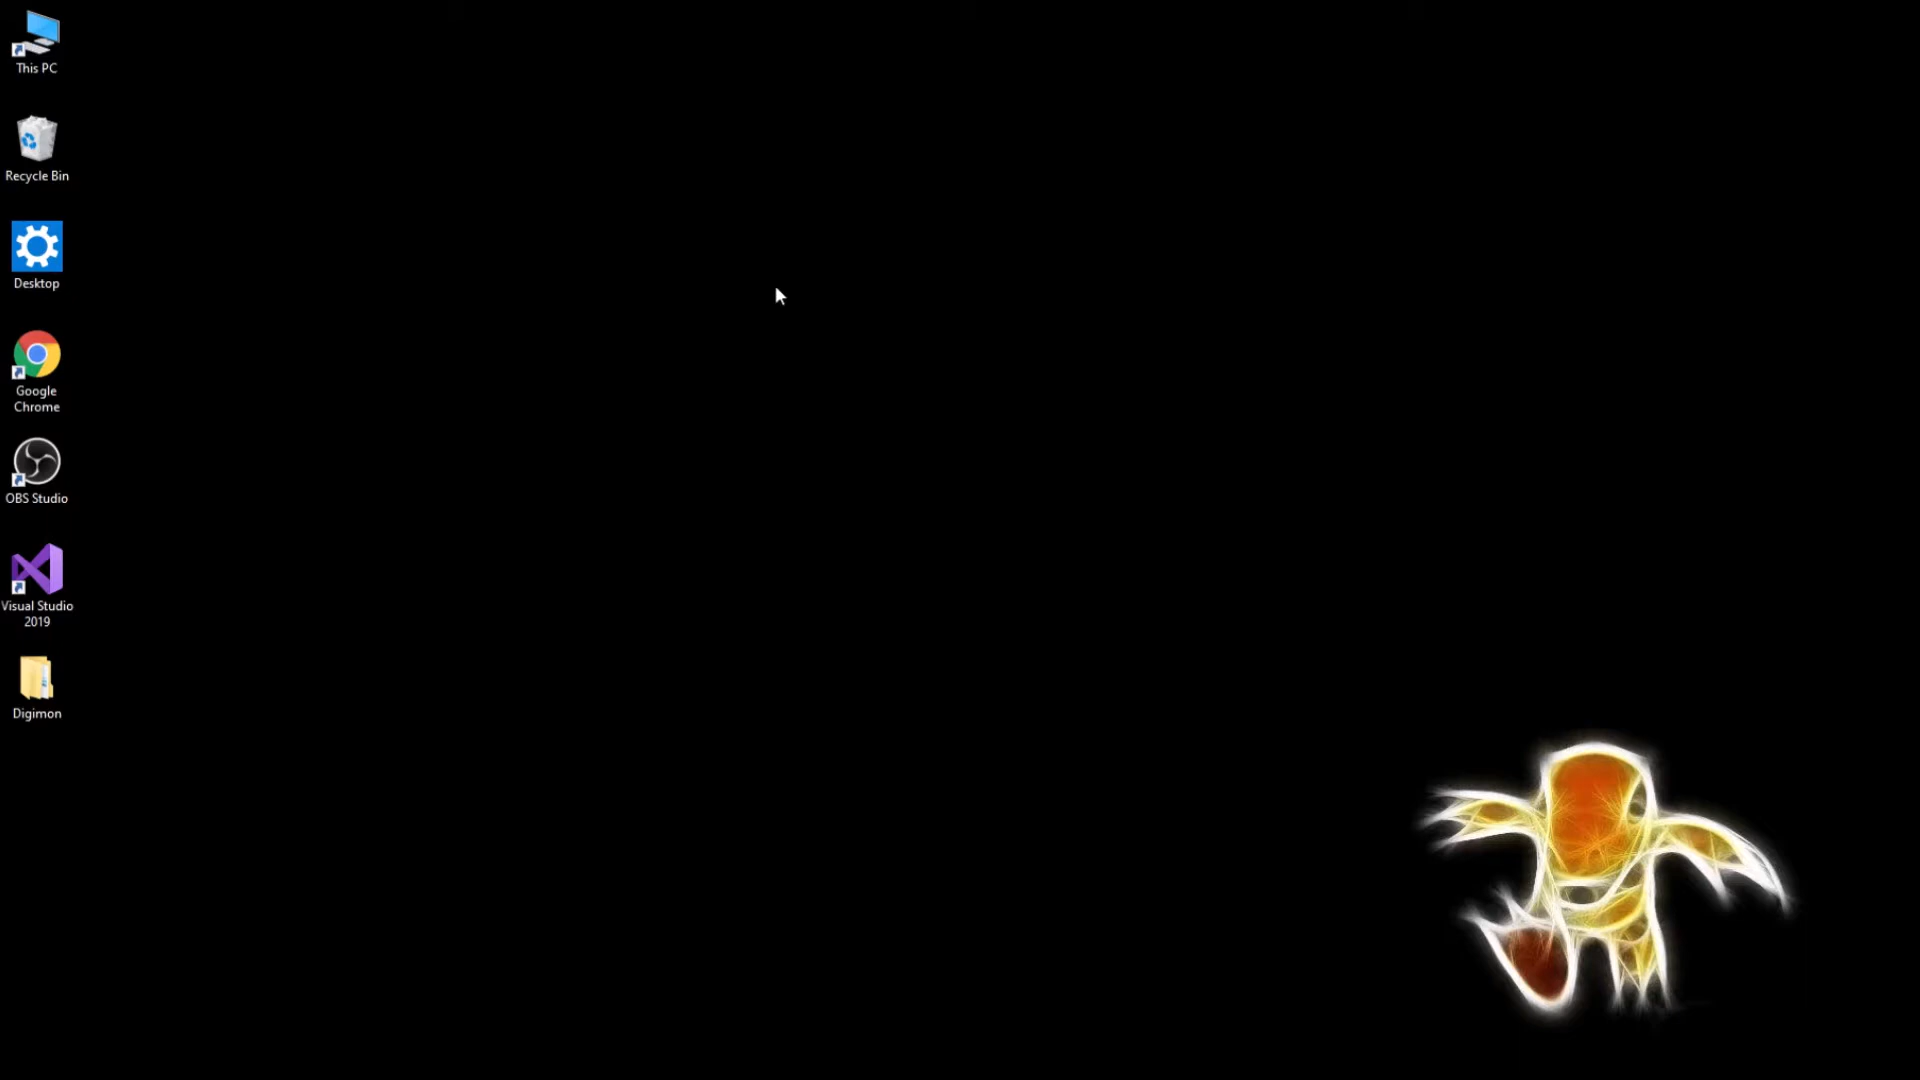 This PC
Recycle Bin
Desktop
Google
Chrome
OBS Studio
Visual Studio
2019
Digimon